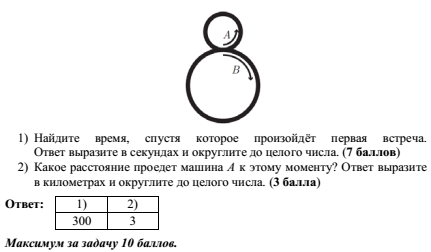 A
B
1) Найдите время, спустя которое произойдёт первая встреча.
Ответ выразите в секундах и округлите до целого числа. (7 баллов)
2) Какое расстояние проедет машина A к этому моменту? Ответ выразите
в километрах и округлите до целого числа. (3 балла)
Ответ: 1) 2)
300 3
Максимум за задачу 10 баллов.